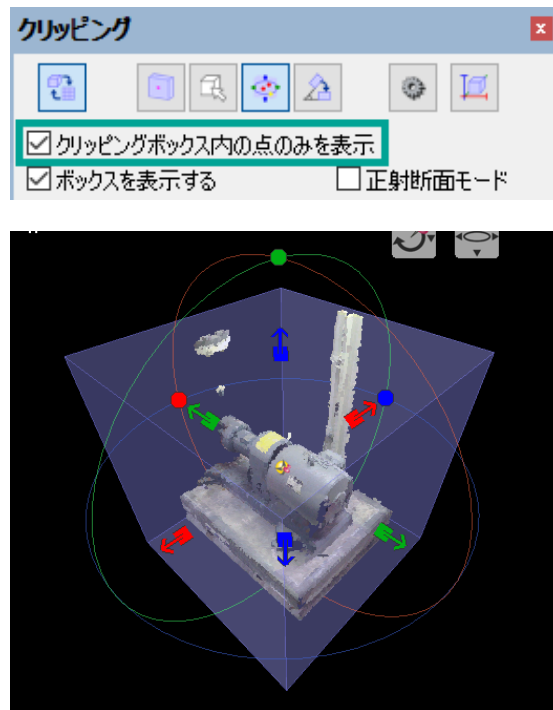 クリッピング
クリッピングボックス内の点のみを表示
ボックスを表示する
正射断面モード